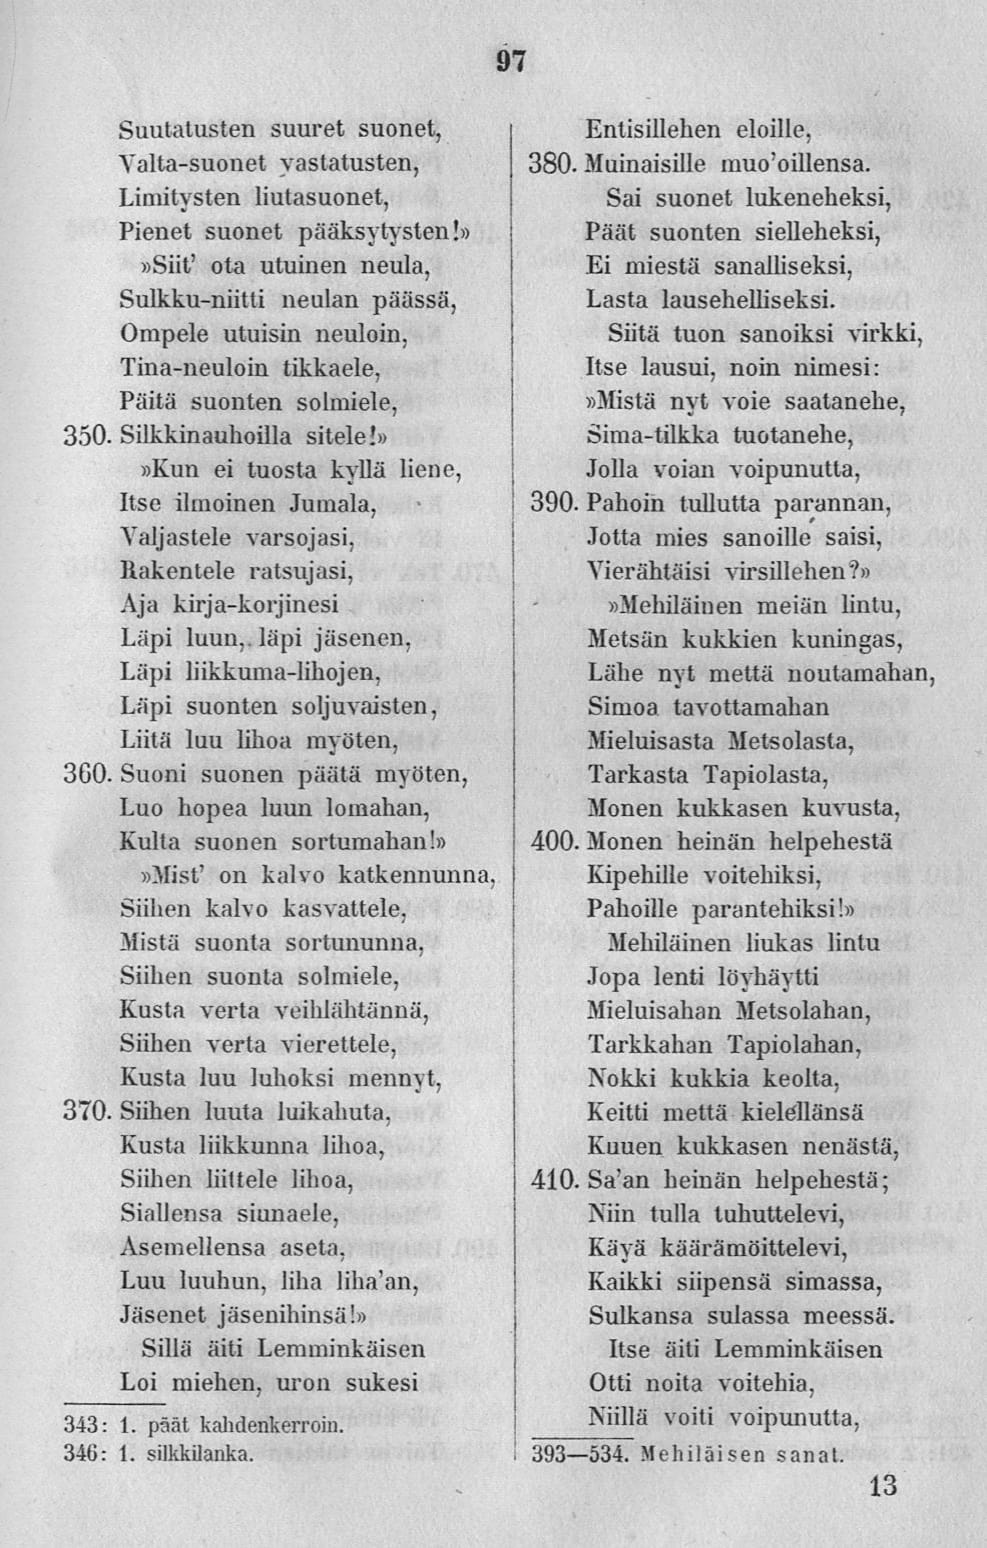 97
Suutatusten suuret suonet,
Valta-suonet vastatusten,
Limitysten liutasuonet,
Pienet suonet pääksytysten!»
»Siit' ota utuinen neula,
Sulkku-niitti neulan päässä,
Ompele utuisin neuloin,
Tina-neuloin tikkaele,
Päitä suonten solmiele,
350. Silkkinauhoilla sitele!»
»Kun ei tuosta kyllä liene,
Itse ilmoinen Jumala,
Valjastele varsojasi,
Rakentele ratsujasi,
Aja kirja-korjinesi
Läpi luun, läpi jäsenen,
Läpi liikkuma-lihojen,
Läpi suonten soljuvaisten,
Liitä luu lihoa myöten,
360. Suoni suonen päätä myöten,
Luo hopea luun lomahan,
Kulta suonen sortumahan!»
»Mist' on kalvo katkennunna,
Siihen kalvo kasvattele,
Mistä suonta sortununna,
Siihen suonta solmiele,
Kusta verta veihlähtännä,
Siihen verta vierettele,
Kusta luu luhoksi mennyt,
370. Siihen luuta luikahuta,
Kusta liikkunna lihoa,
Siihen liittele lihoa,
Siallensa siunaele,
Asemellensa aseta,
Luu luuhun, liha liha'an,
Jäsenet jäsenihinsä!»
Sillä äiti Lemminkäisen
Loi miehen, uron sukesi
343: 1. päät kahdenkerroin.
346: 1. silkkilanka.
Entisillehen eloille,
380. Muinaisille muo'oillensa.
Sai suonet lukeneheksi,
Päät suonten sielleheksi,
Ei miestä sanalliseksi,
Lasta lausehelliseksi.
Siitä tuon sanoiksi virkki,
Itse lausui, noin nimesi:
»Mistä nyt voie saatanehe,
Sima-tilkka tuotanehe,
Jolla voian voipunutta,
390. Pahoin tullutta parannan,
Jotta mies sanoille saisi,
Vierähtäisi virsillehen?»
»Mehiläinen meiän lintu,
Metsän kukkien kuningas,
Lähe nyt mettä noutamahan,
Simoa tavottamahan
Mieluisasta Metsolasta,
Tarkasta Tapiolasta,
Monen kukkasen kuvusta,
400. Monen heinän helpehestä
Kipehille voitehiksi,
Pahoille parantehiksi!»
Mehiläinen liukas lintu
Jopa lenti löyhäytti
Mieluisahan Metsolahan,
Tarkkahan Tapiolahan,
Nokki kukkia keolta,
Keitti mettä kielellänsä
Kuuen kukkasen nenästä,
410. Sa'an heinän helpehestä;
Niin tulla tuhuttelevi,
Käyä käärämöittelevi,
Kaikki siipensä simassa,
Sulkansa sulassa meessä.
Itse äiti Lemminkäisen
Otti noita voitehia,
Niillä voiti voipunutta,
393—534. Mehiläisen sanat.
13